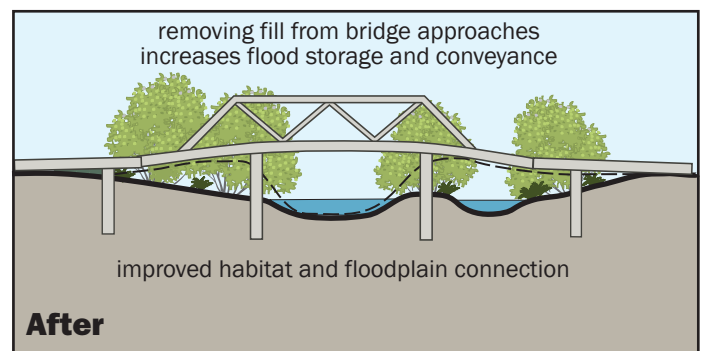 removing fill from bridge approaches
increases flood storage and conveyance
improved habitat and floodplain connection
After